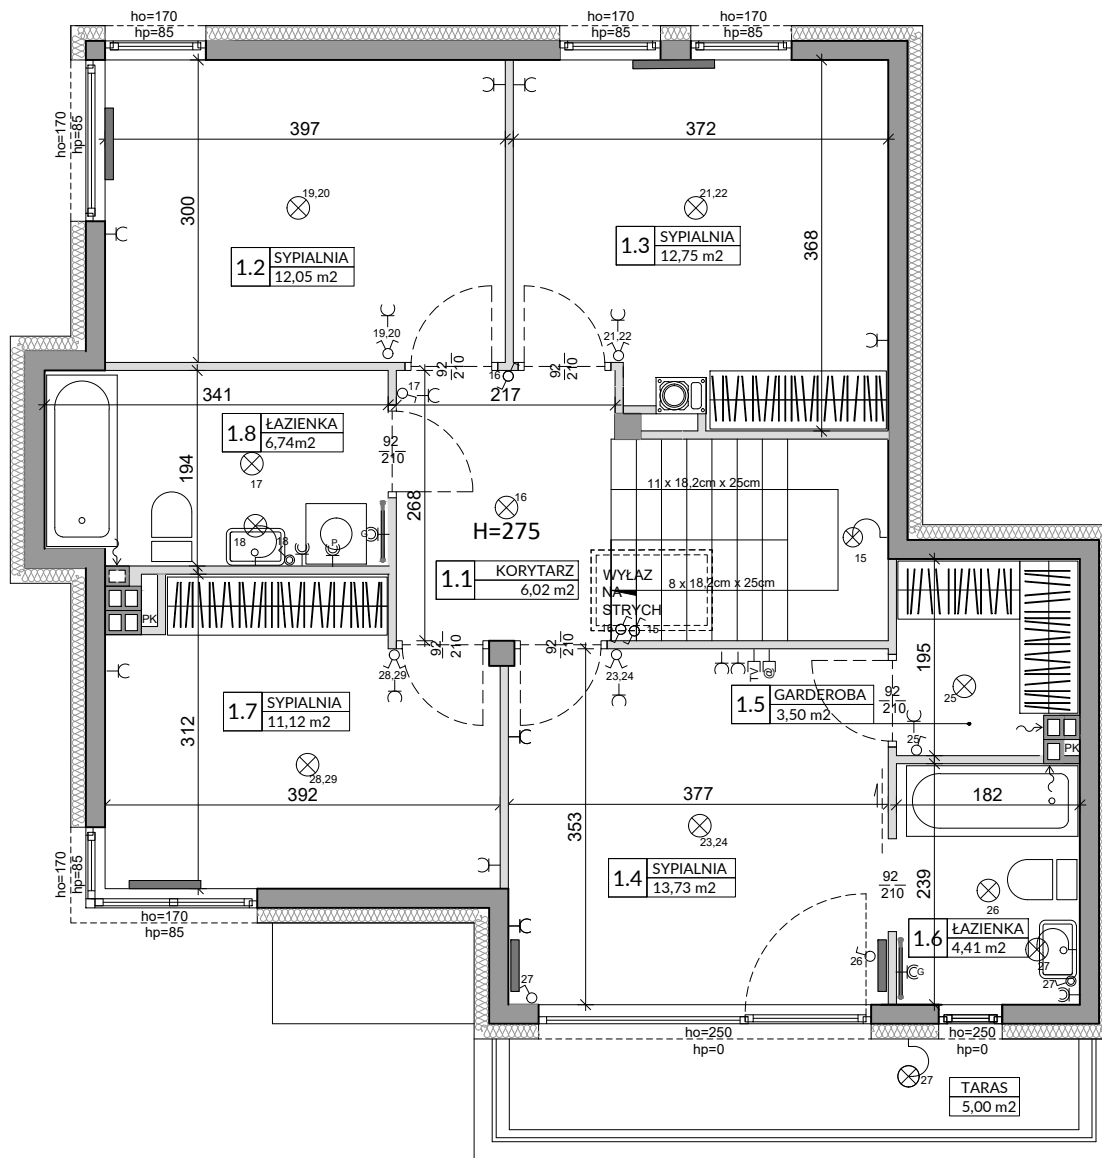 ho=170
hp=85
ho=170
hp=85
ho=170
hp=85
ho=170
hp=85
397
372
300
368
19,20
1.2
SYPIALNIA
12,05 m2
21,22
1.3
SYPIALNIA
12,75 m2
19,20
21,22
92
210
92
210
16
17
341
217
1.8
ŁAZIENKA
6,74m2
17
194
92
210
268
18
18
P
G
16
H=275
11 x 18,2cm x 25cm
15
1.1
KORYTARZ
6,02 m2
WYŁAZ
NA
STRYCH
8 x 18,2cm x 25cm
16
15
PK
92
210
92
210
28,29
23,24
TV
@
1.7
SYPIALNIA
11,12 m2
312
28,29
392
1.5
GARDEROBA
3,50 m2
92
210
195
25
25
PK
377
182
353
23,24
1.4
SYPIALNIA
13,73 m2
92
210
239
26
1.6
ŁAZIENKA
4,41 m2
27
27
26
G
27
ho=170
hp=85
ho=170
hp=85
ho=250
hp=0
ho=250
hp=0
27
TARAS
5,00 m2